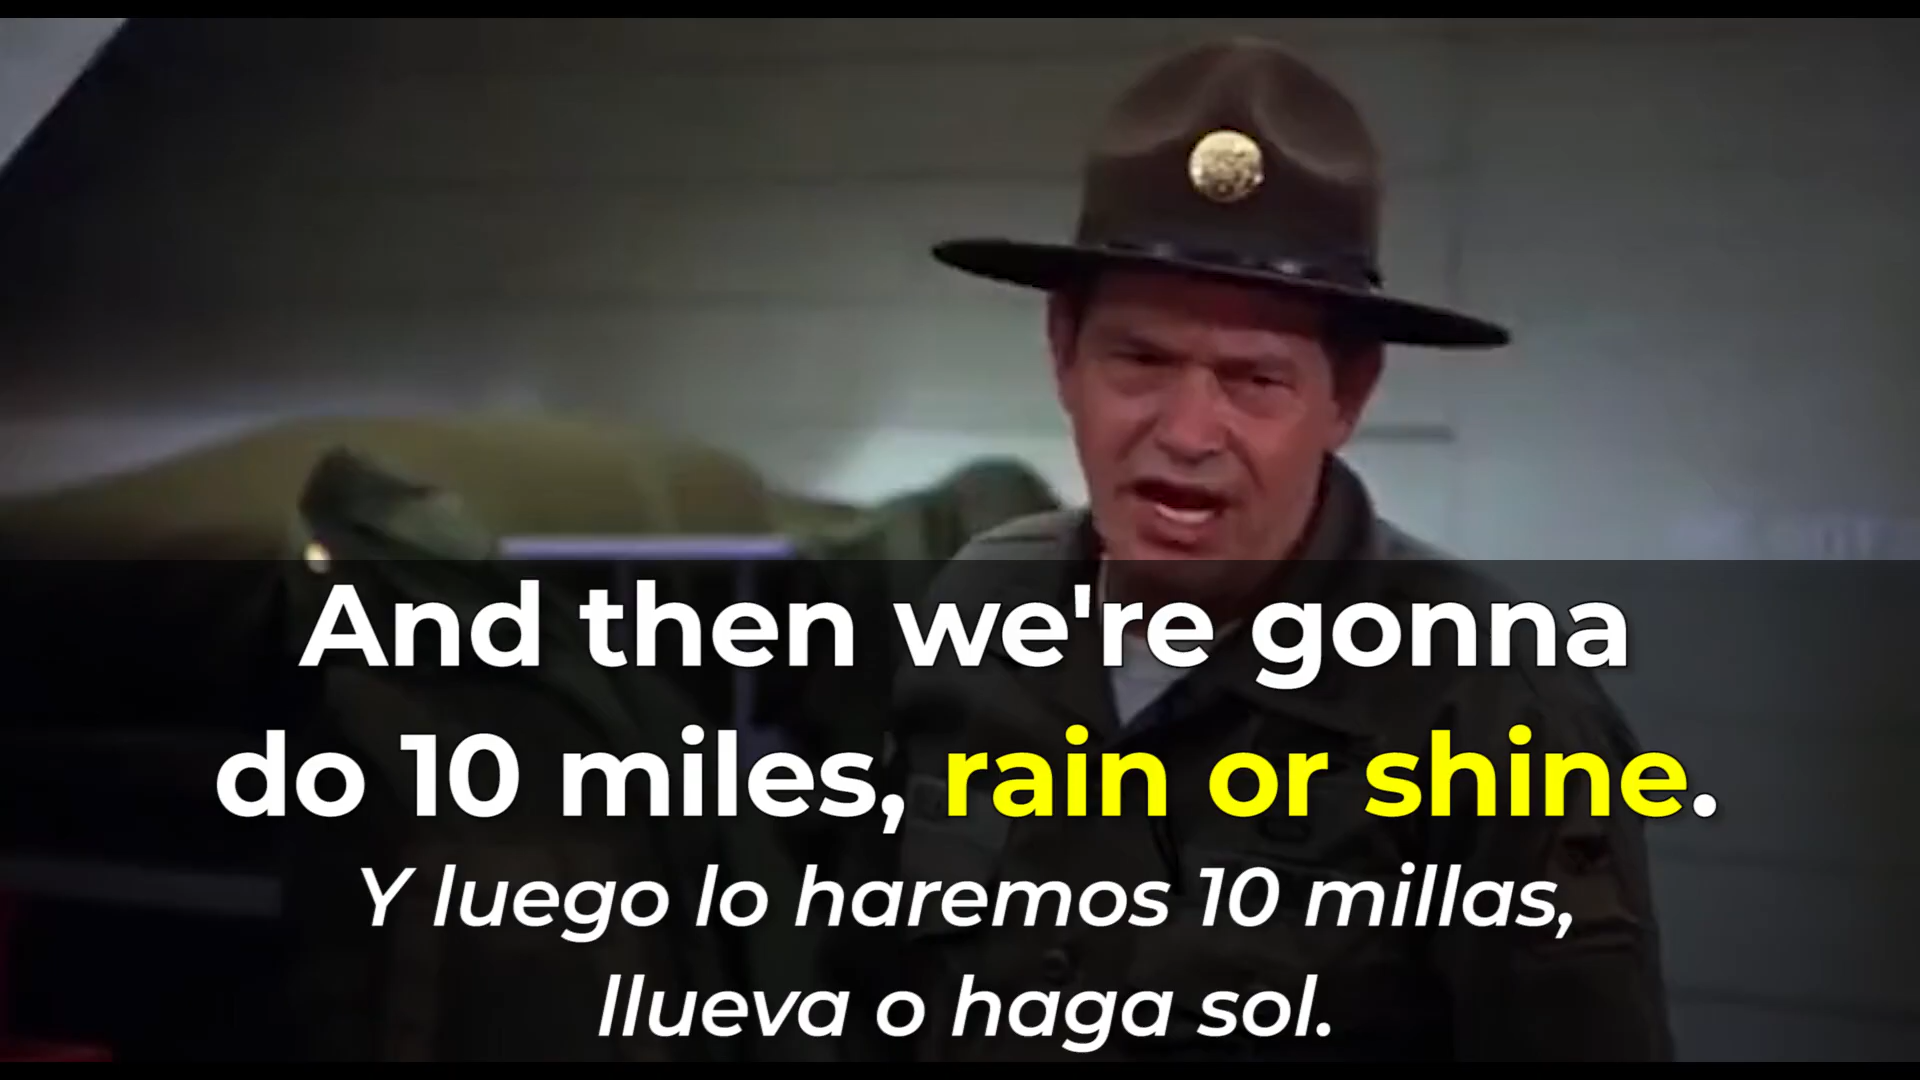 And then we're gonna
do 10 miles, rain or shine.
Y luego lo haremos 10 millas,
llueva o haga sol.